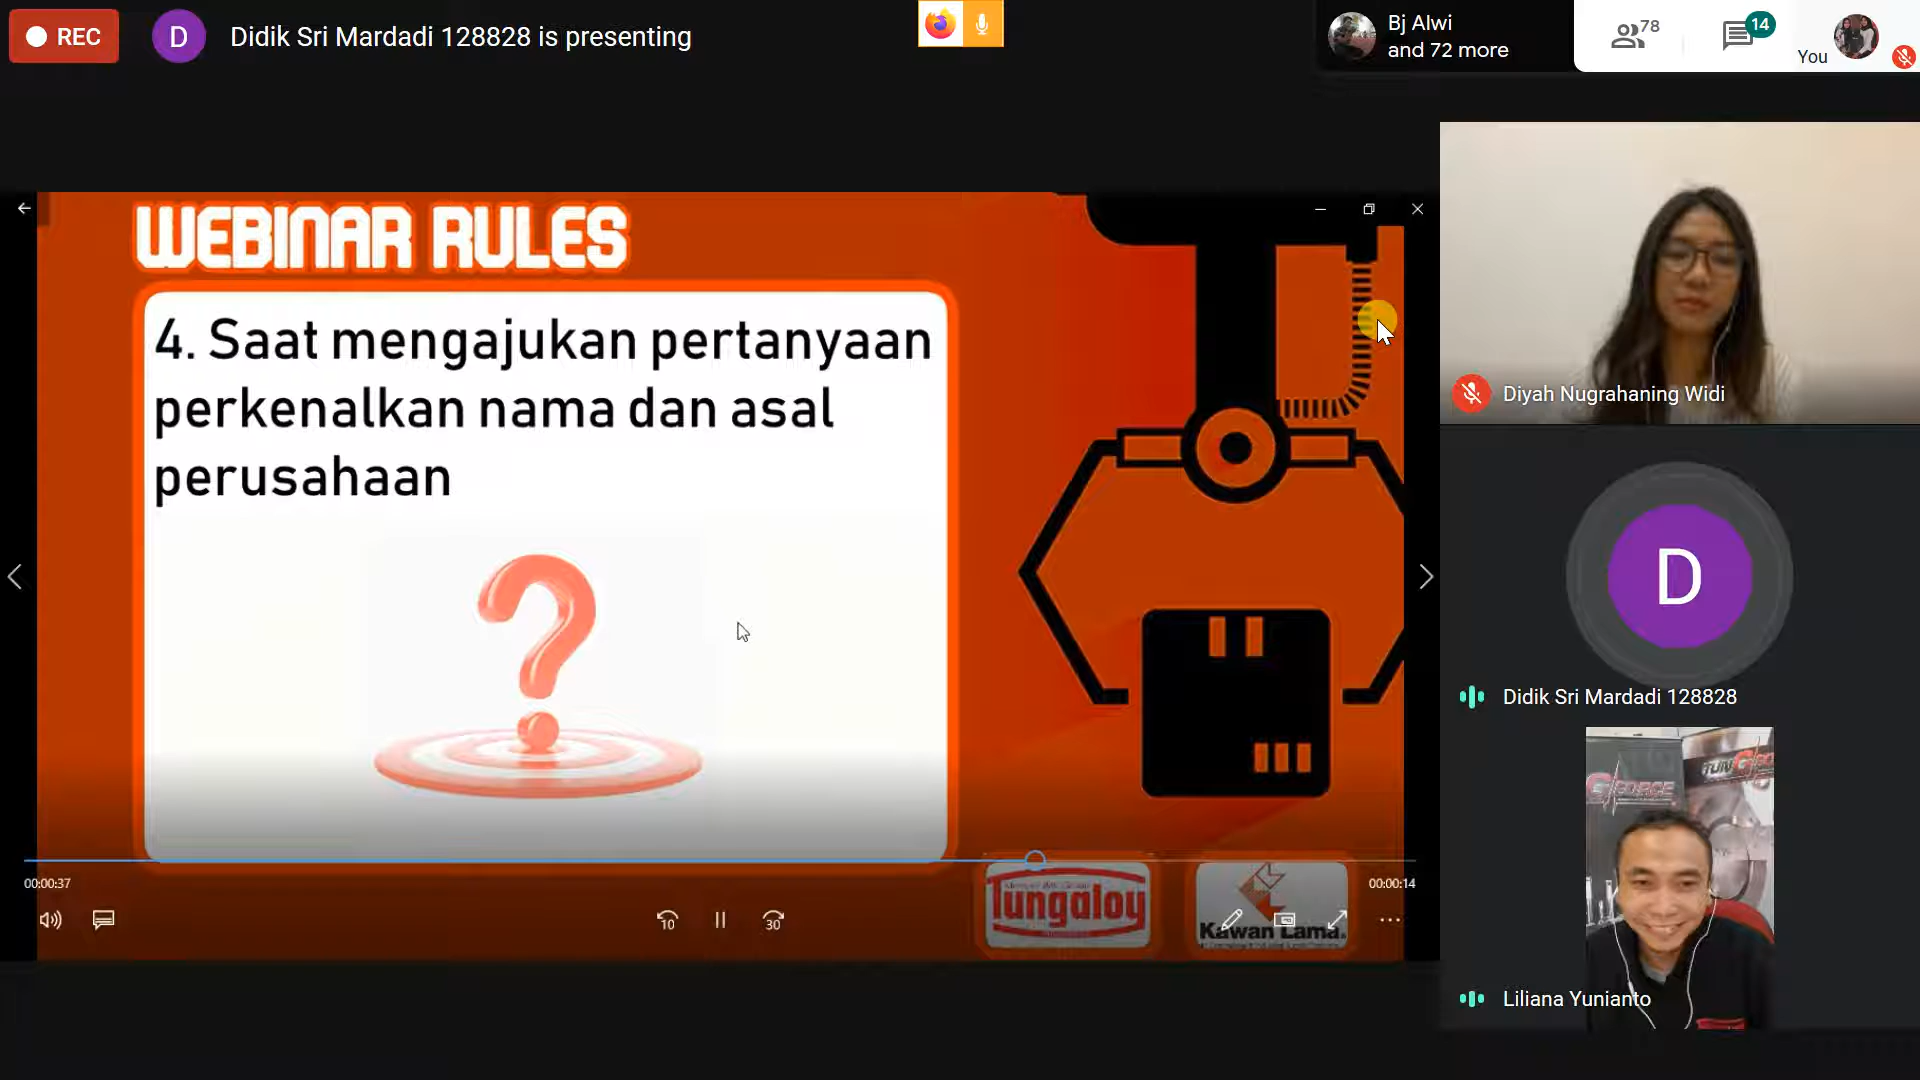 REC
D
Didik Sri Mardadi 128828 is presenting
Bj Alwi
and 72 more
78
14
You
WEBINAR RULES
4. Saat mengajukan pertanyaan
perkenalkan nama dan asal
perusahaan
?
00:00:37
00:00:14
10
30
Tungaloy
Kawan Lama
Diyah Nugrahaning Widi
D
Didik Sri Mardadi 128828
Liliana Yunianto